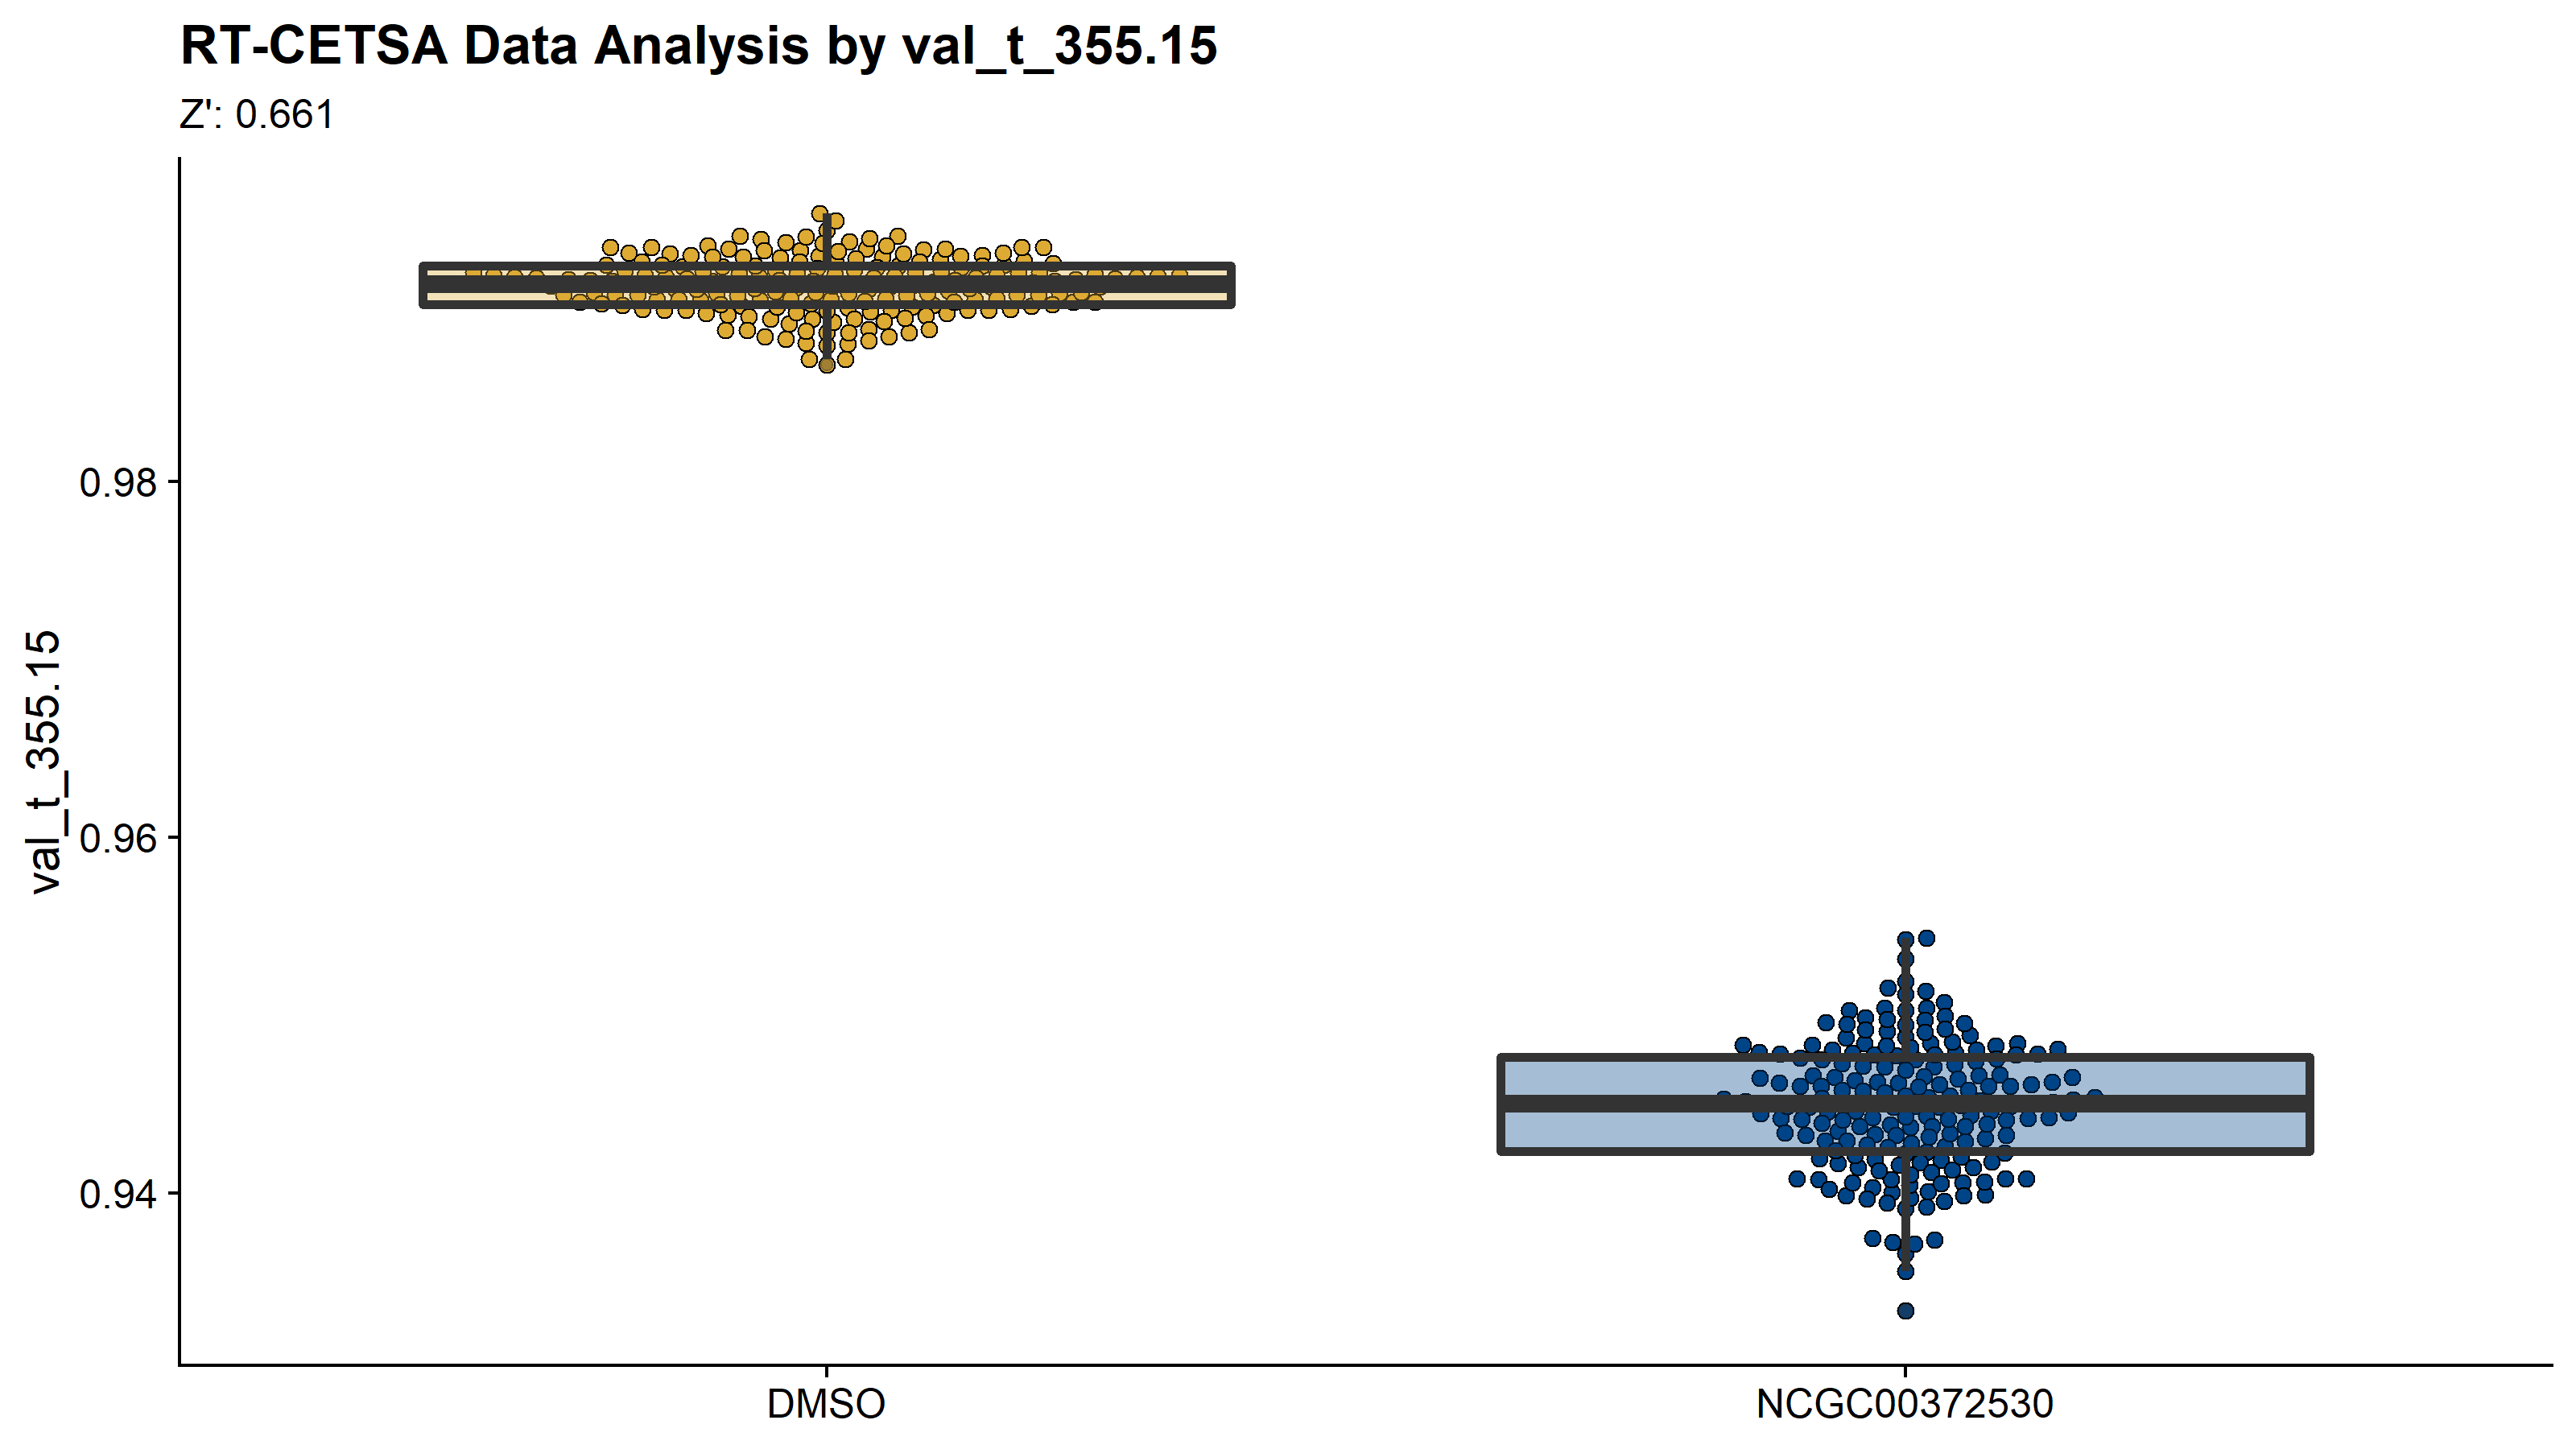 RT-CETSA Data Analysis by val_t_355.15
Z': 0.661
val_t_355.15
0.98
0.96
0.94
DMSO
NCGC00372530